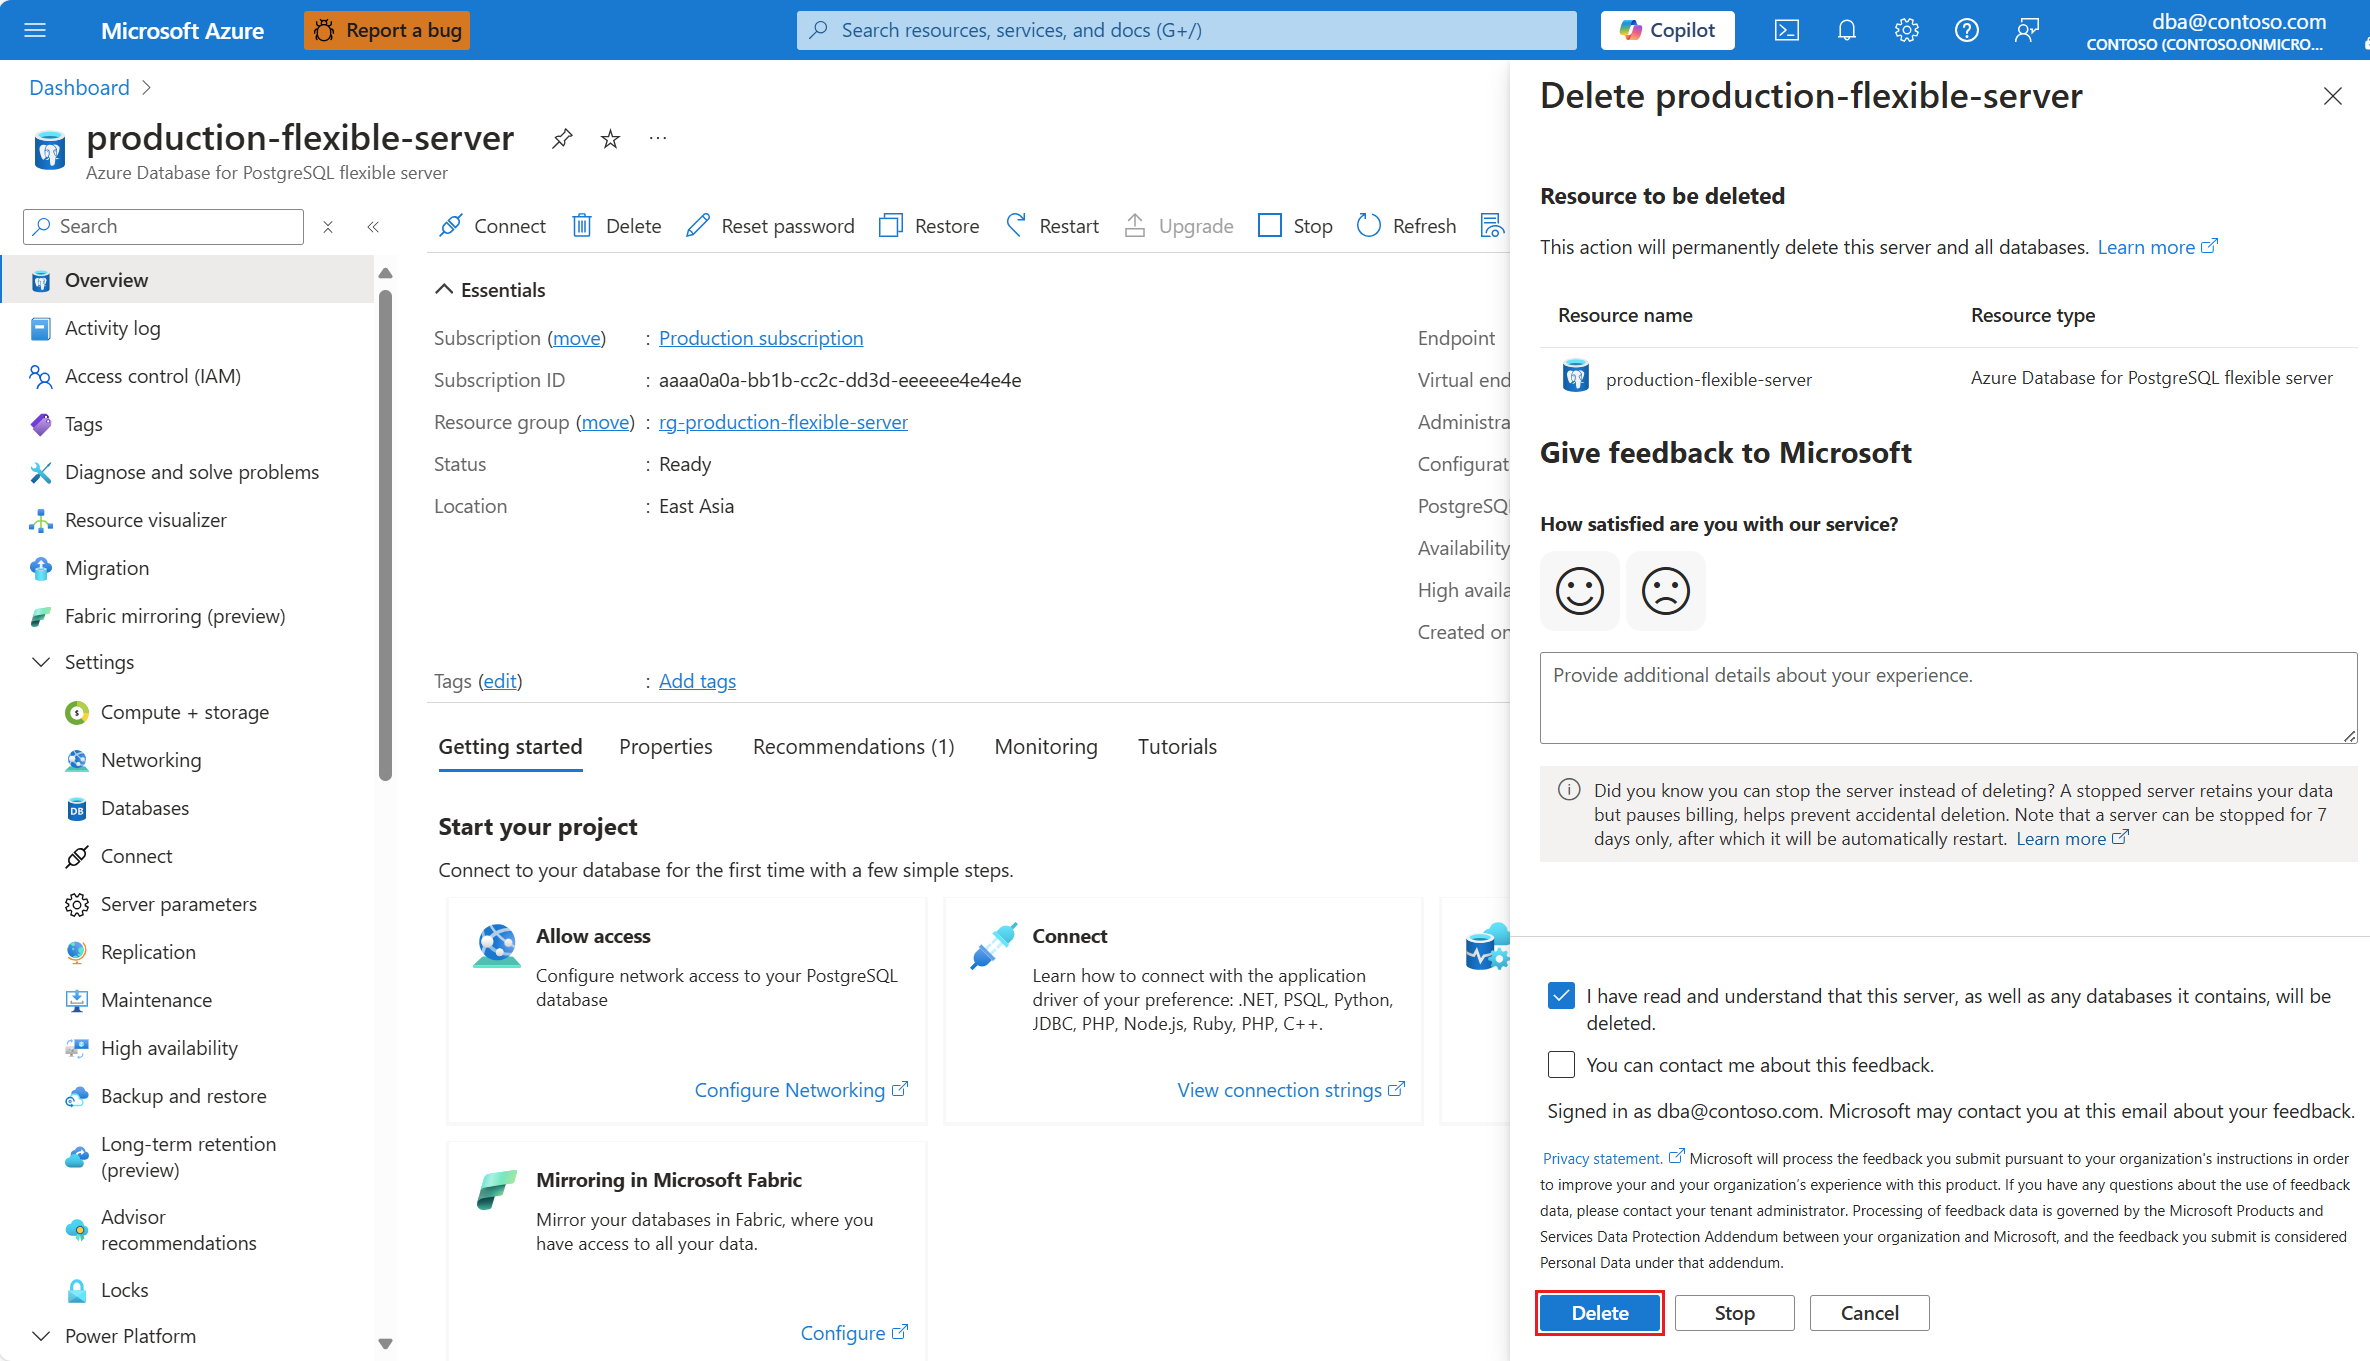 Microsoft Azure
Report a bug
Search resources, services, and docs (G+/)
Copilot
dba@contoso.com
CONTOSO (CONTOSO.ONMICRO...
Dashboard
production-flexible-server
Azure Database for PostgreSQL flexible server
Search
Connect
Delete
Reset password
Restore
Restart
Upgrade
Stop
Refresh
Overview
Activity log
Access control (IAM)
Tags
Diagnose and solve problems
Resource visualizer
Migration
Fabric mirroring (preview)
Settings
Compute + storage
Networking
Databases
Connect
Server parameters
Replication
Maintenance
High availability
Backup and restore
Long-term retention
(preview)
Advisor
recommendations
Locks
Power Platform
Essentials
Subscription (move) : Production subscription
Subscription ID : aaaa0a0a-bb1b-cc2c-dd3d-eeeeee4e4e4e
Resource group (move) : rg-production-flexible-server
Status : Ready
Location : East Asia
Endpoint
Virtual end
Administra
Configurat
PostgreSQ
Availability
High availa
Created on
Tags (edit) : Add tags
Getting started
Properties
Recommendations (1)
Monitoring
Tutorials
Start your project
Connect to your database for the first time with a few simple steps.
Allow access
Configure network access to your PostgreSQL
database
Configure Networking
Connect
Learn how to connect with the application
driver of your preference: .NET, PSQL, Python,
JDBC, PHP, Node.js, Ruby, PHP, C++.
View connection strings
Mirroring in Microsoft Fabric
Mirror your databases in Fabric, where you
have access to all your data.
Configure
Delete production-flexible-server
Resource to be deleted
This action will permanently delete this server and all databases. Learn more
Resource name
Resource type
production-flexible-server
Azure Database for PostgreSQL flexible server
Give feedback to Microsoft
How satisfied are you with our service?
Provide additional details about your experience.
Did you know you can stop the server instead of deleting? A stopped server retains your data
but pauses billing, helps prevent accidental deletion. Note that a server can be stopped for 7
days only, after which it will be automatically restart. Learn more
I have read and understand that this server, as well as any databases it contains, will be
deleted.
You can contact me about this feedback.
Signed in as dba@contoso.com. Microsoft may contact you at this email about your feedback.
Privacy statement. Microsoft will process the feedback you submit pursuant to your organization's instructions in order
to improve your and your organization's experience with this product. If you have any questions about the use of feedback
data, please contact your tenant administrator. Processing of feedback data is governed by the Microsoft Products and
Services Data Protection Addendum between your organization and Microsoft, and the feedback you submit is considered
Personal Data under that addendum.
Delete
Stop
Cancel